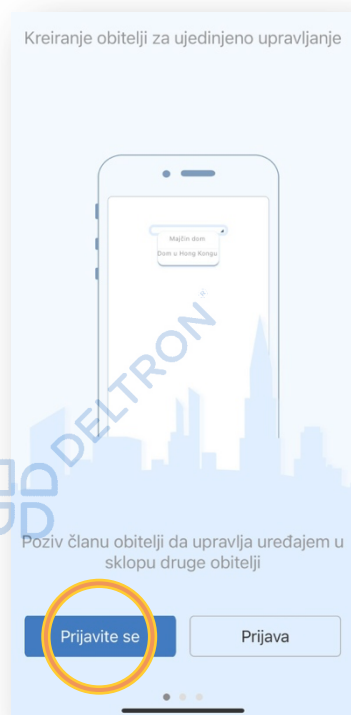 Kreiranje obitelji za ujedinjeno upravljanje
Majčin dom
Dom u Hong Kongu
DELTRON
Poziv članu obitelji da upravlja uređajem u
sklopu druge obitelji
Prijavite se
Prijava